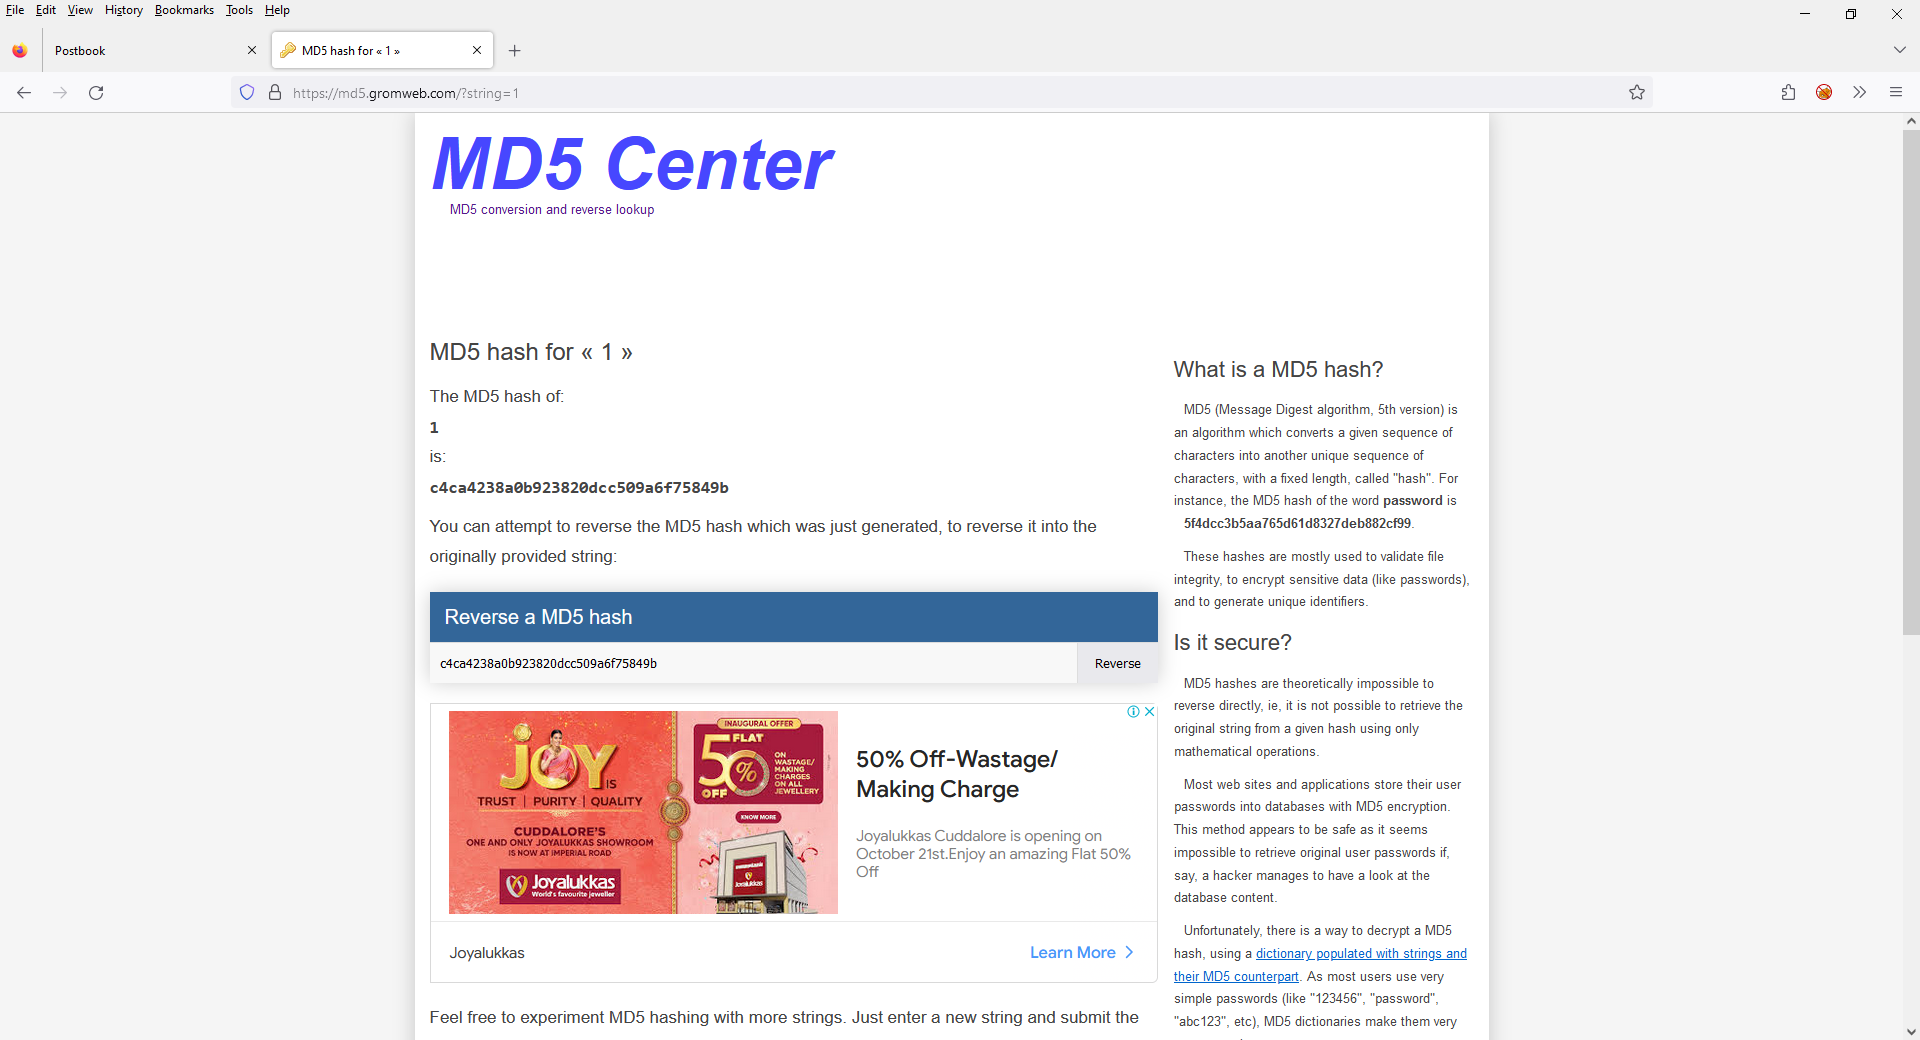 File Edit View History Bookmarks Tools Help
Postbook
MD5 hash for « 1 »
https://md5.gromweb.com/?string=1
MD5 Center
MD5 conversion and reverse lookup
MD5 hash for « 1 »
The MD5 hash of:
1
is:
c4ca4238a0b923820dcc509a6f75849b
You can attempt to reverse the MD5 hash which was just generated, to reverse it into the
originally provided string:
Reverse a MD5 hash
c4ca4238a0b923820dcc509a6f75849b
Reverse
JOY
IS
TRUST | PURITY | QUALITY
CUDDALORE'S
ONE AND ONLY JOYALUKKAS SHOWROOM
IS NOW AT IMPERIAL ROAD
Joyalukkas
World's favourite jeweller
INAUGURAL OFFER
FLAT
50%
OFF
ON
WASTAGE/
MAKING
CHARGES
ON ALL
JEWELLERY
KNOW MORE
Joyalukkas
50% Off-Wastage/
Making Charge
Joyalukkas Cuddalore is opening on
October 21st.Enjoy an amazing Flat 50%
Off
Joyalukkas
Learn More
Feel free to experiment MD5 hashing with more strings. Just enter a new string and submit the
What is a MD5 hash?
MD5 (Message Digest algorithm, 5th version) is
an algorithm which converts a given sequence of
characters into another unique sequence of
characters, with a fixed length, called "hash". For
instance, the MD5 hash of the word password is
5f4dcc3b5aa765d61d8327deb882cf99.
These hashes are mostly used to validate file
integrity, to encrypt sensitive data (like passwords),
and to generate unique identifiers.
Is it secure?
MD5 hashes are theoretically impossible to
reverse directly, ie, it is not possible to retrieve the
original string from a given hash using only
mathematical operations.
Most web sites and applications store their user
passwords into databases with MD5 encryption.
This method appears to be safe as it seems
impossible to retrieve original user passwords if,
say, a hacker manages to have a look at the
database content.
Unfortunately, there is a way to decrypt a MD5
hash, using a dictionary populated with strings and
their MD5 counterpart. As most users use very
simple passwords (like "123456", "password",
"abc123", etc), MD5 dictionaries make them very